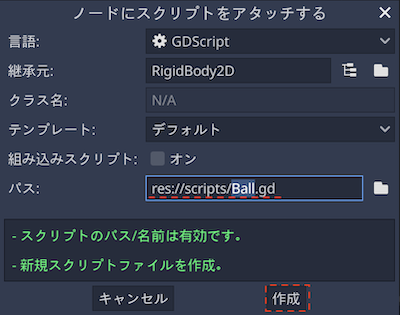 ノードにスクリプトをアタッチする
言語: GDScript
継承元: RigidBody2D
クラス名: N/A
テンプレート: デフォルト
組み込みスクリプト: オン
パス: res://scripts/Ball.gd
- スクリプトのパス/名前は有効です。
- 新規スクリプトファイルを作成。
キャンセル 作成